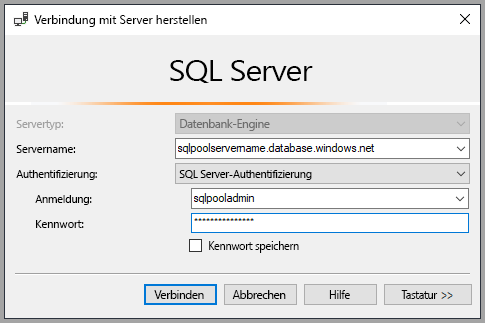 Verbindung mit Server herstellen
SQL Server
Servertyp: Datenbank-Engine
Servername: sqlpoolservername.database.windows.net
Authentifizierung: SQL Server-Authentifizierung
Anmeldung: sqlpooladmin
Kennwort: ***************
Kennwort speichern
Verbinden Abbrechen Hilfe Tastatur >>